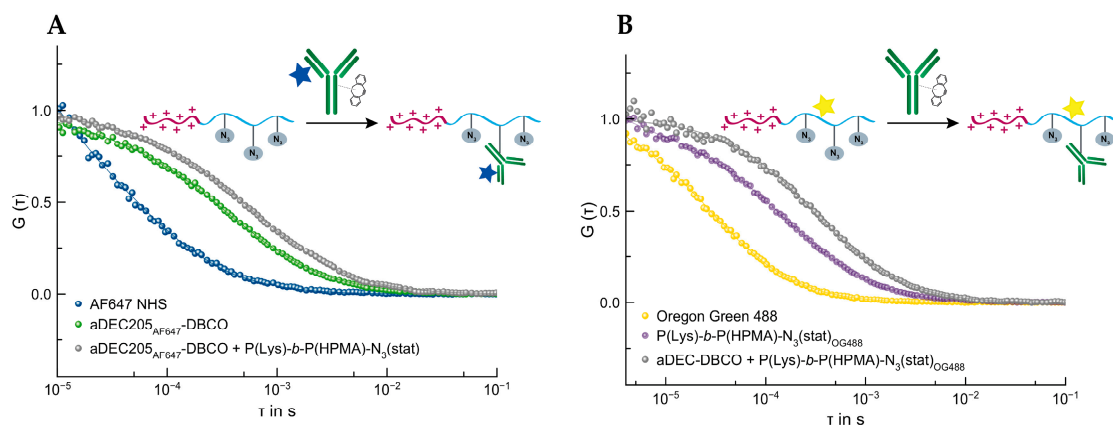 A
1.0
0.5
0.0
G (τ)
+ + + + + + + +
N₃
N₃
N₃
+ + + + + + + +
N₃
N₃
AF647 NHS
aDEC205AF647-DBCO
aDEC205AF647-DBCO + P(Lys)-b-P(HPMA)-N₃(stat)
10⁻⁵ 10⁻⁴ 10⁻³ 10⁻² 10⁻¹
τ in s
B
1.0
0.5
0.0
G (τ)
+ + + + + + + +
N₃
N₃
N₃
+ + + + + + + +
N₃
N₃
Oregon Green 488
P(Lys)-b-P(HPMA)-N₃(stat)OG488
aDEC-DBCO + P(Lys)-b-P(HPMA)-N₃(stat)OG488
10⁻⁵ 10⁻⁴ 10⁻³ 10⁻² 10⁻¹
τ in s